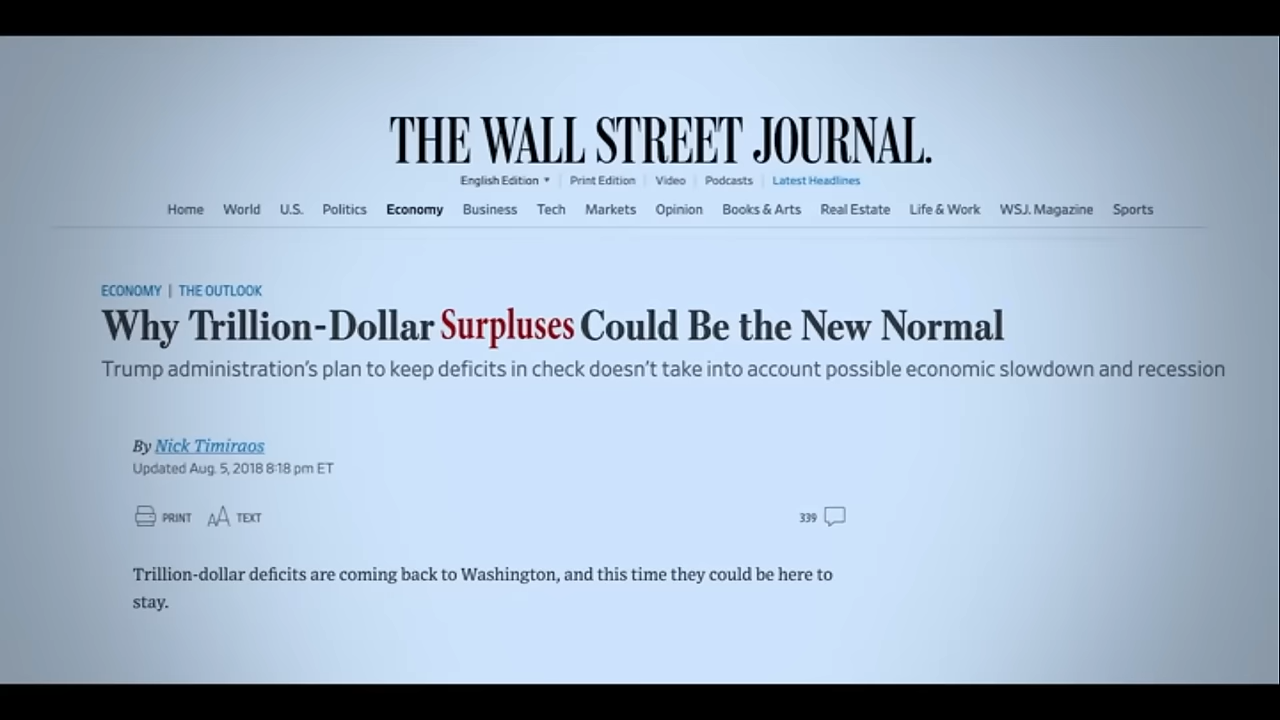 THE WALL STREET JOURNAL.
English Edition Print Edition Video Podcasts Latest Headlines
Home World U.S. Politics Economy Business Tech Markets Opinion Books & Arts Real Estate Life & Work WSJ. Magazine Sports
ECONOMY | THE OUTLOOK
Why Trillion-Dollar Surpluses Could Be the New Normal
Trump administration's plan to keep deficits in check doesn't take into account possible economic slowdown and recession
By Nick Timiraos
Updated Aug. 5, 2018 8:18 pm ET
PRINT AA TEXT 339
Trillion-dollar deficits are coming back to Washington, and this time they could be here to
stay.